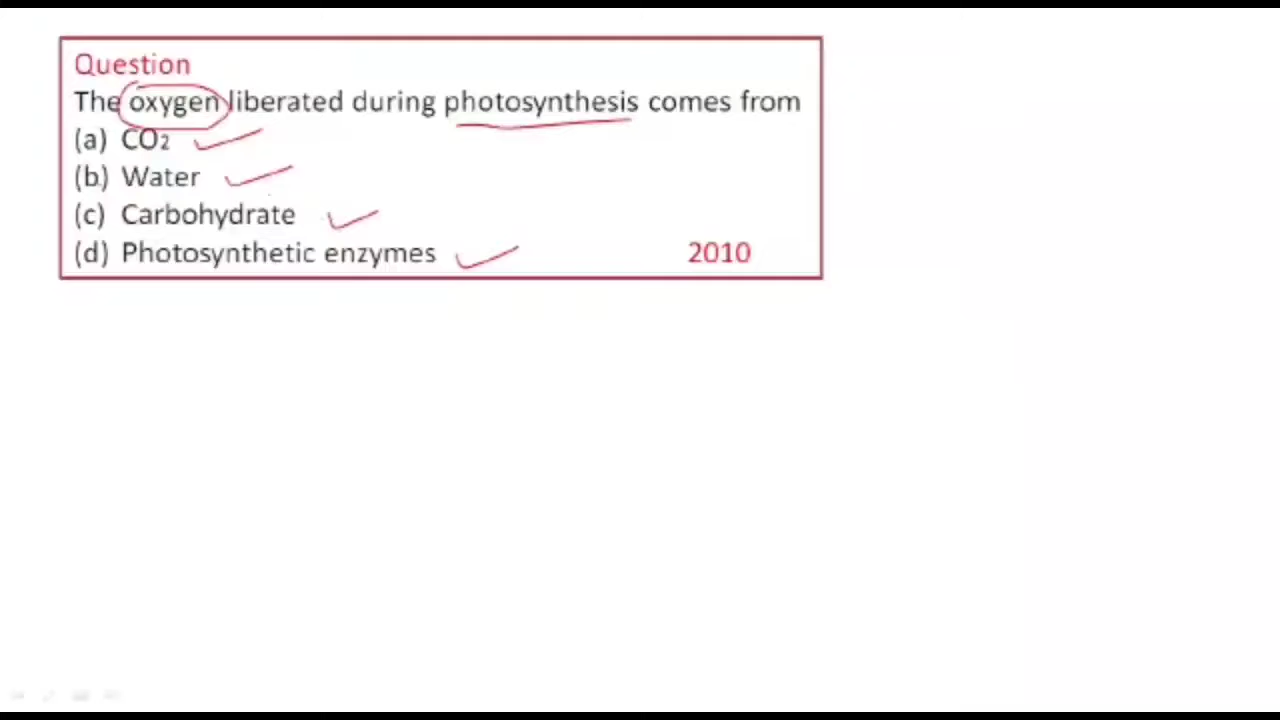 Question
The oxygen liberated during photosynthesis comes from
(a) CO₂
(b) Water
(c) Carbohydrate
(d) Photosynthetic enzymes 2010